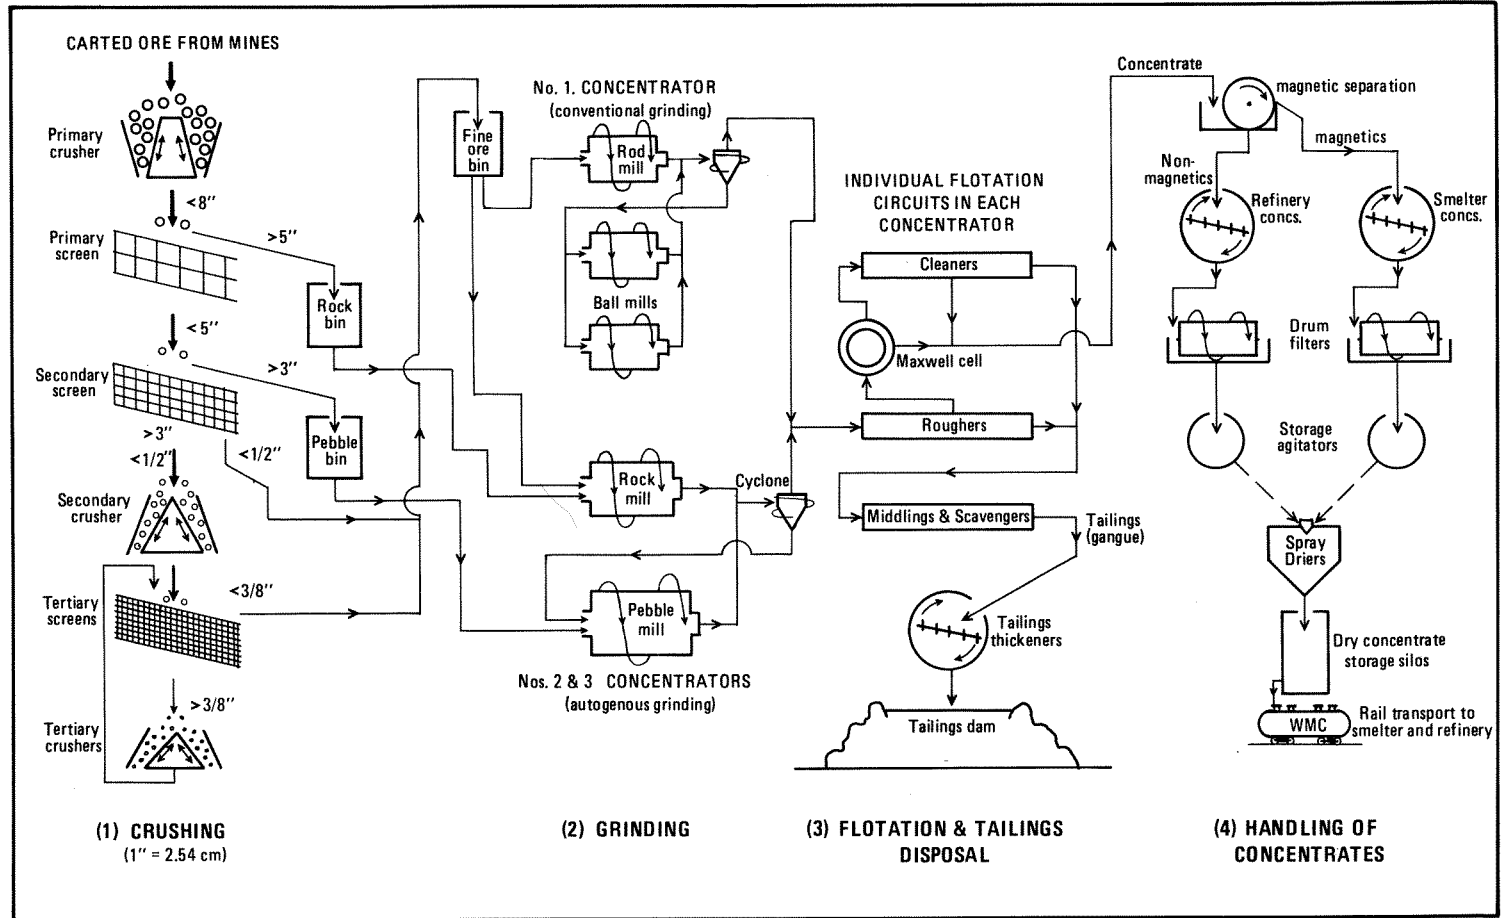 CARTED ORE FROM MINES
Primary
crusher
<8''
>5''
Primary
screen
Rock
bin
<5''
>3''
Secondary
screen
Pebble
bin
>3''
<1/2''
<1/2''
Secondary
crusher
<3/8''
Tertiary
screens
>3/8''
Tertiary
crushers
(1) CRUSHING
(1'' = 2.54 cm)
Fine
ore
bin
No. 1. CONCENTRATOR
(conventional grinding)
Rod
mill
Ball mills
Rock
mill
Cyclone
Pebble
mill
Nos. 2 & 3 CONCENTRATORS
(autogenous grinding)
(2) GRINDING
INDIVIDUAL FLOTATION
CIRCUITS IN EACH
CONCENTRATOR
Cleaners
Maxwell cell
Roughers
Middlings & Scavengers
Tailings
(gangue)
Tailings
thickeners
Tailings dam
(3) FLOTATION & TAILINGS
DISPOSAL
Concentrate
magnetic separation
magnetics
Non-
magnetics
Refinery
concs.
Smelter
concs.
Drum
filters
Storage
agitators
Spray
Driers
Dry concentrate
storage silos
WMC
Rail transport to
smelter and refinery
(4) HANDLING OF
CONCENTRATES